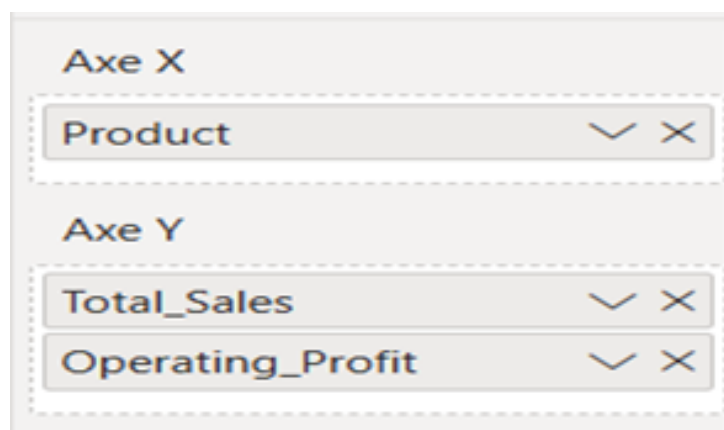 Axe X
Product
Axe Y
Total_Sales
Operating_Profit